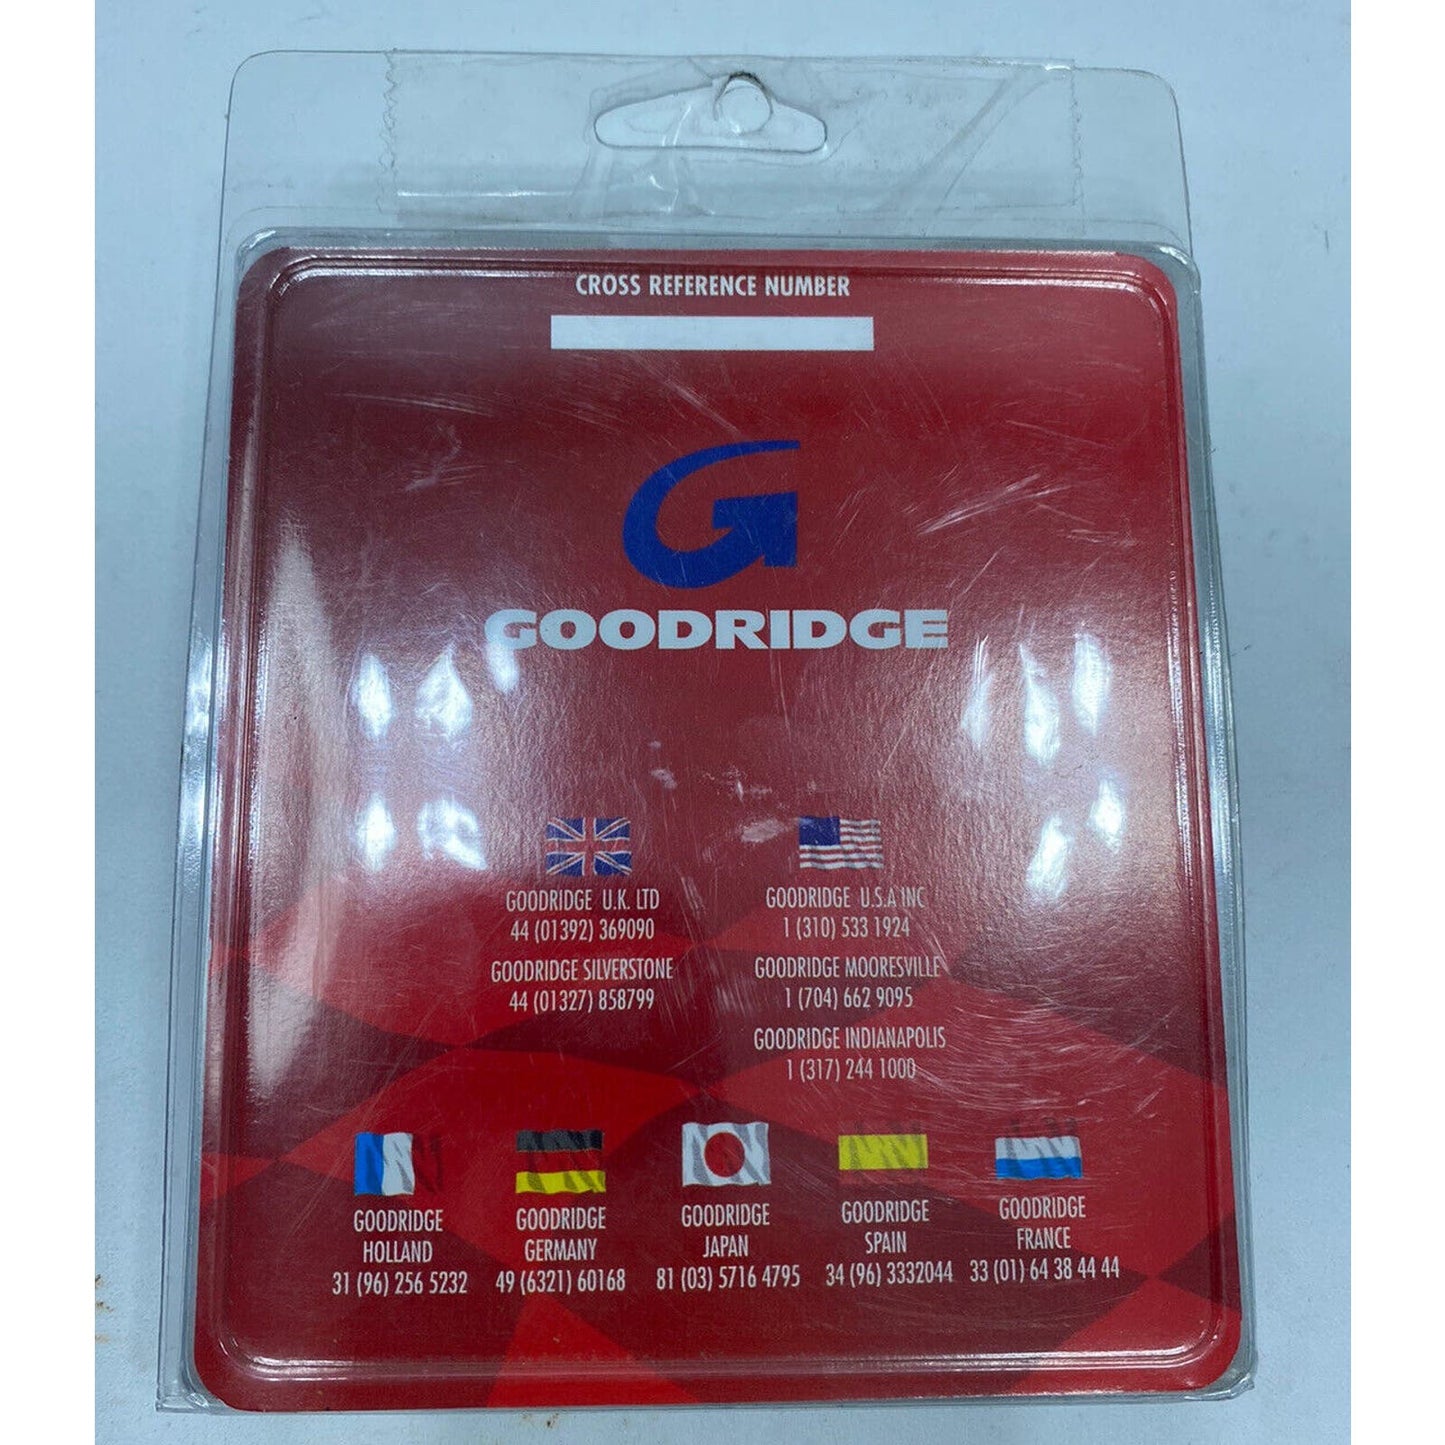 CROSS REFERENCE NUMBER
GOODRIDGE
GOODRIDGE U.K. LTD
44 (01392) 369090
GOODRIDGE SILVERSTONE
44 (01327) 858799
GOODRIDGE U.S.A INC
1 (310) 533 1924
GOODRIDGE MOORESVILLE
1 (704) 662 9095
GOODRIDGE INDIANAPOLIS
1 (317) 244 1000
GOODRIDGE
HOLLAND
31 (96) 256 5232
GOODRIDGE
GERMANY
49 (6321) 60168
GOODRIDGE
JAPAN
81 (03) 5716 4795
GOODRIDGE
SPAIN
34 (96) 3332044
GOODRIDGE
FRANCE
33 (01) 64 38 44 44